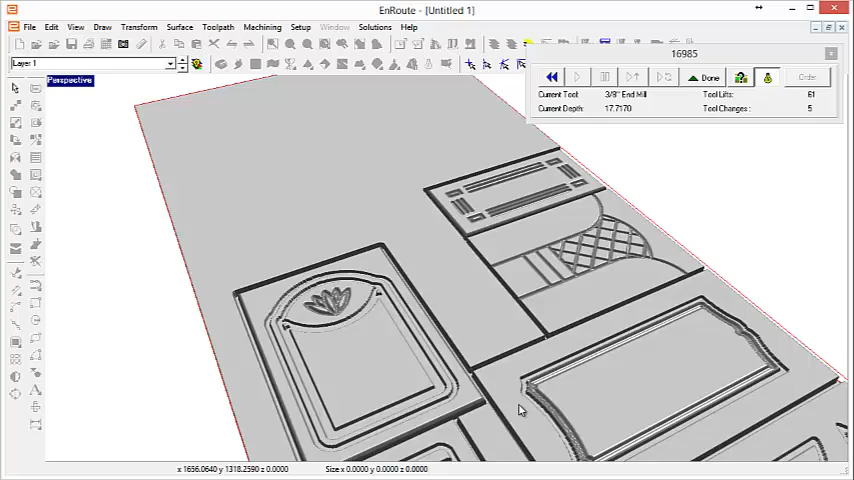 EnRoute - [Untitled 1]
File Edit View Draw Transform Surface Toolpath Machining Setup Window Solutions Help
Layer 1
Perspective
16985
Done
Order
Current Tool: 3/8" End Mill Tool Lifts: 61
Current Depth: 17.7170 Tool Changes : 5
x 1656.0640 y 1318.2590 z 0.0000 Size x 0.0000 y 0.0000 z 0.0000